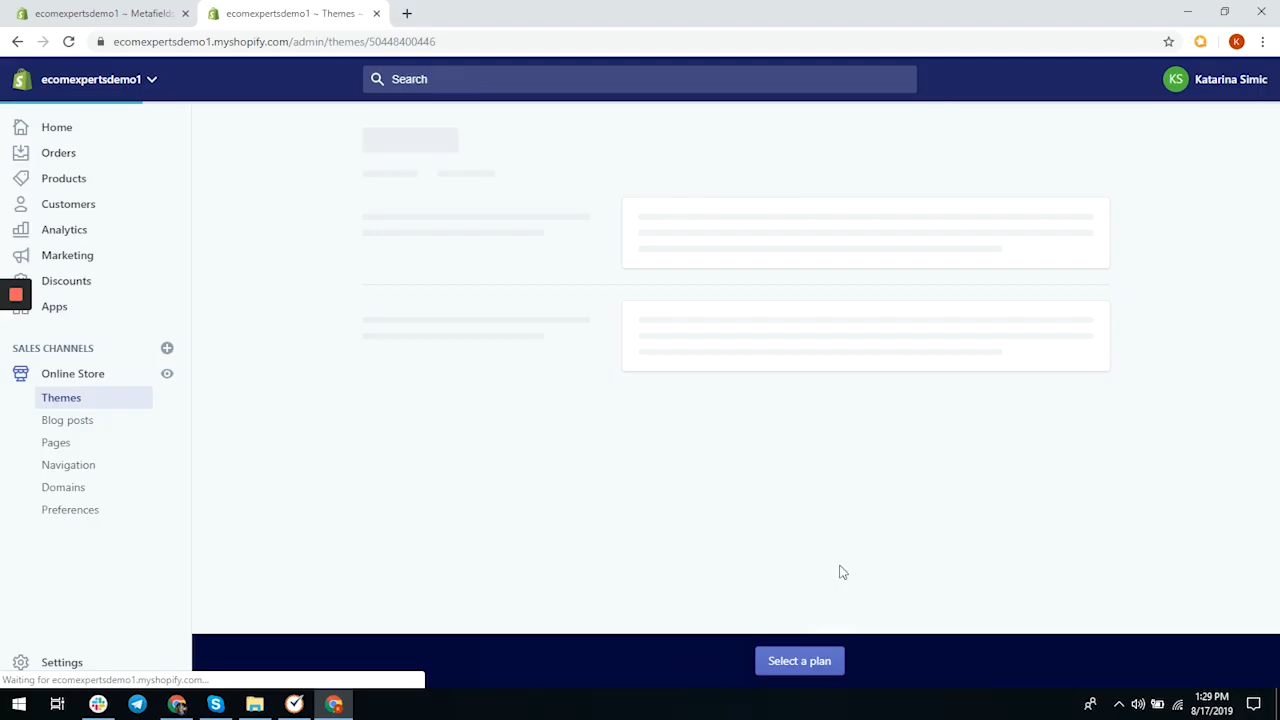 ecomexpertsdemo1 ~ Metafields
ecomexpertsdemo1 ~ Themes ~
ecomexpertsdemo1.myshopify.com/admin/themes/50448400446
K
ecomexpertsdemo1
Search
KS
Katarina Simic
Home
Orders
Products
Customers
Analytics
Marketing
Discounts
Apps
SALES CHANNELS
Online Store
Themes
Blog posts
Pages
Navigation
Domains
Preferences
Settings
Select a plan
Waiting for ecomexpertsdemo1.myshopify.com...
1:29 PM
8/17/2019